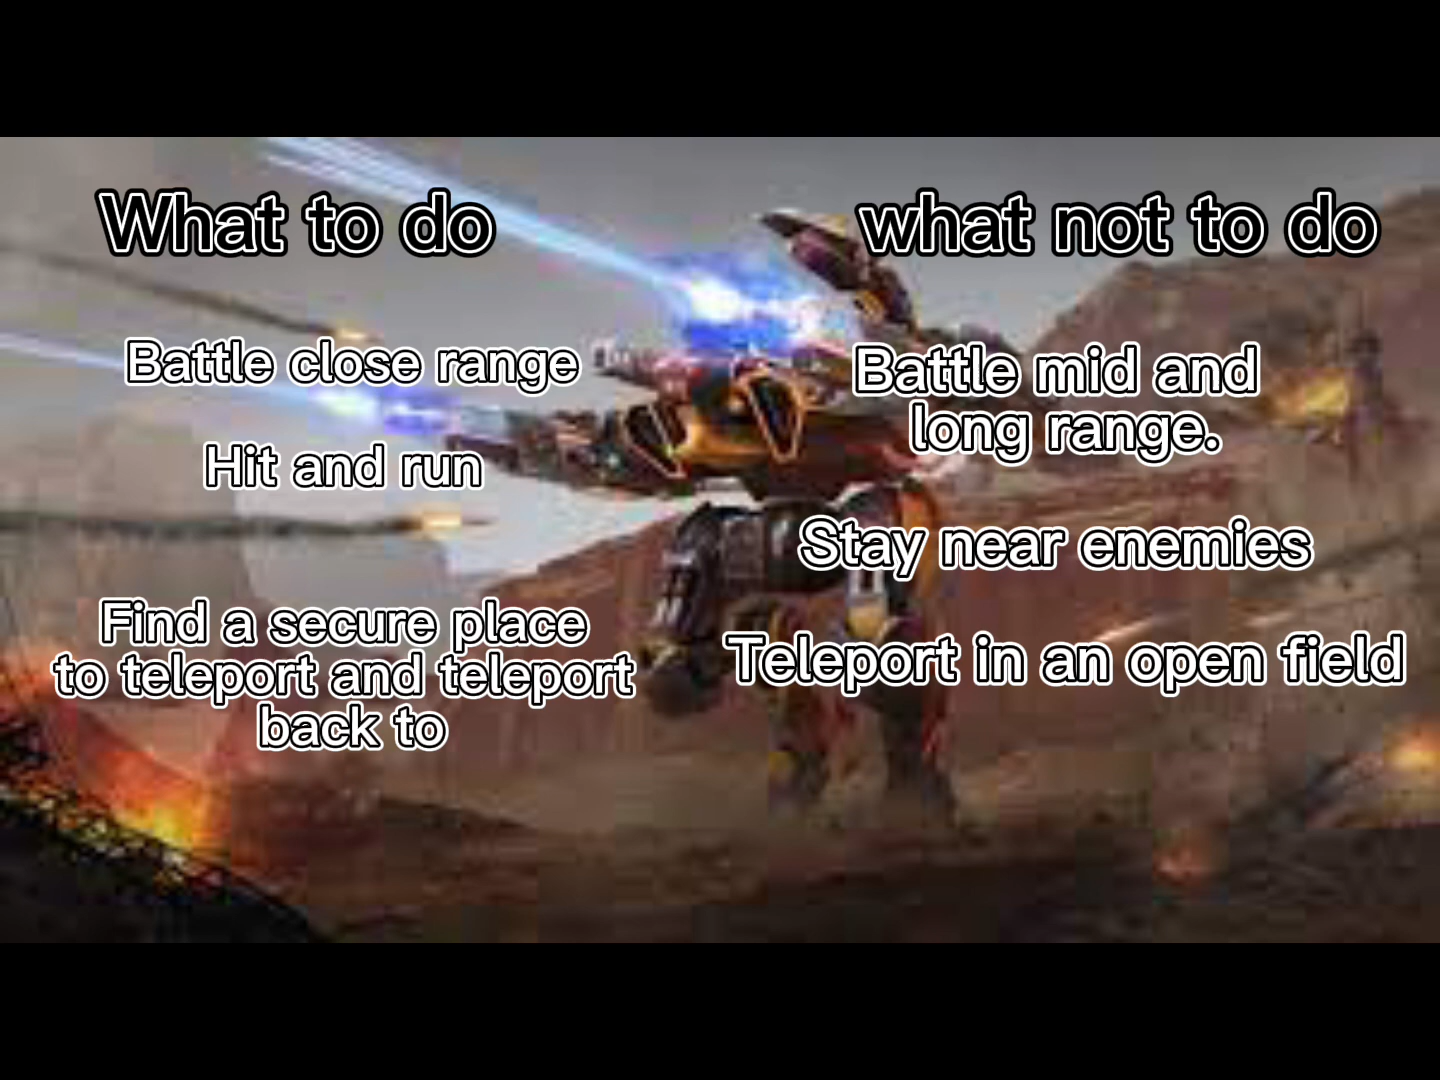 What to do
Battle close range
Hit and run
Find a secure place
to teleport and teleport
back to
what not to do
Battle mid and
long range.
Stay near enemies
Teleport in an open field